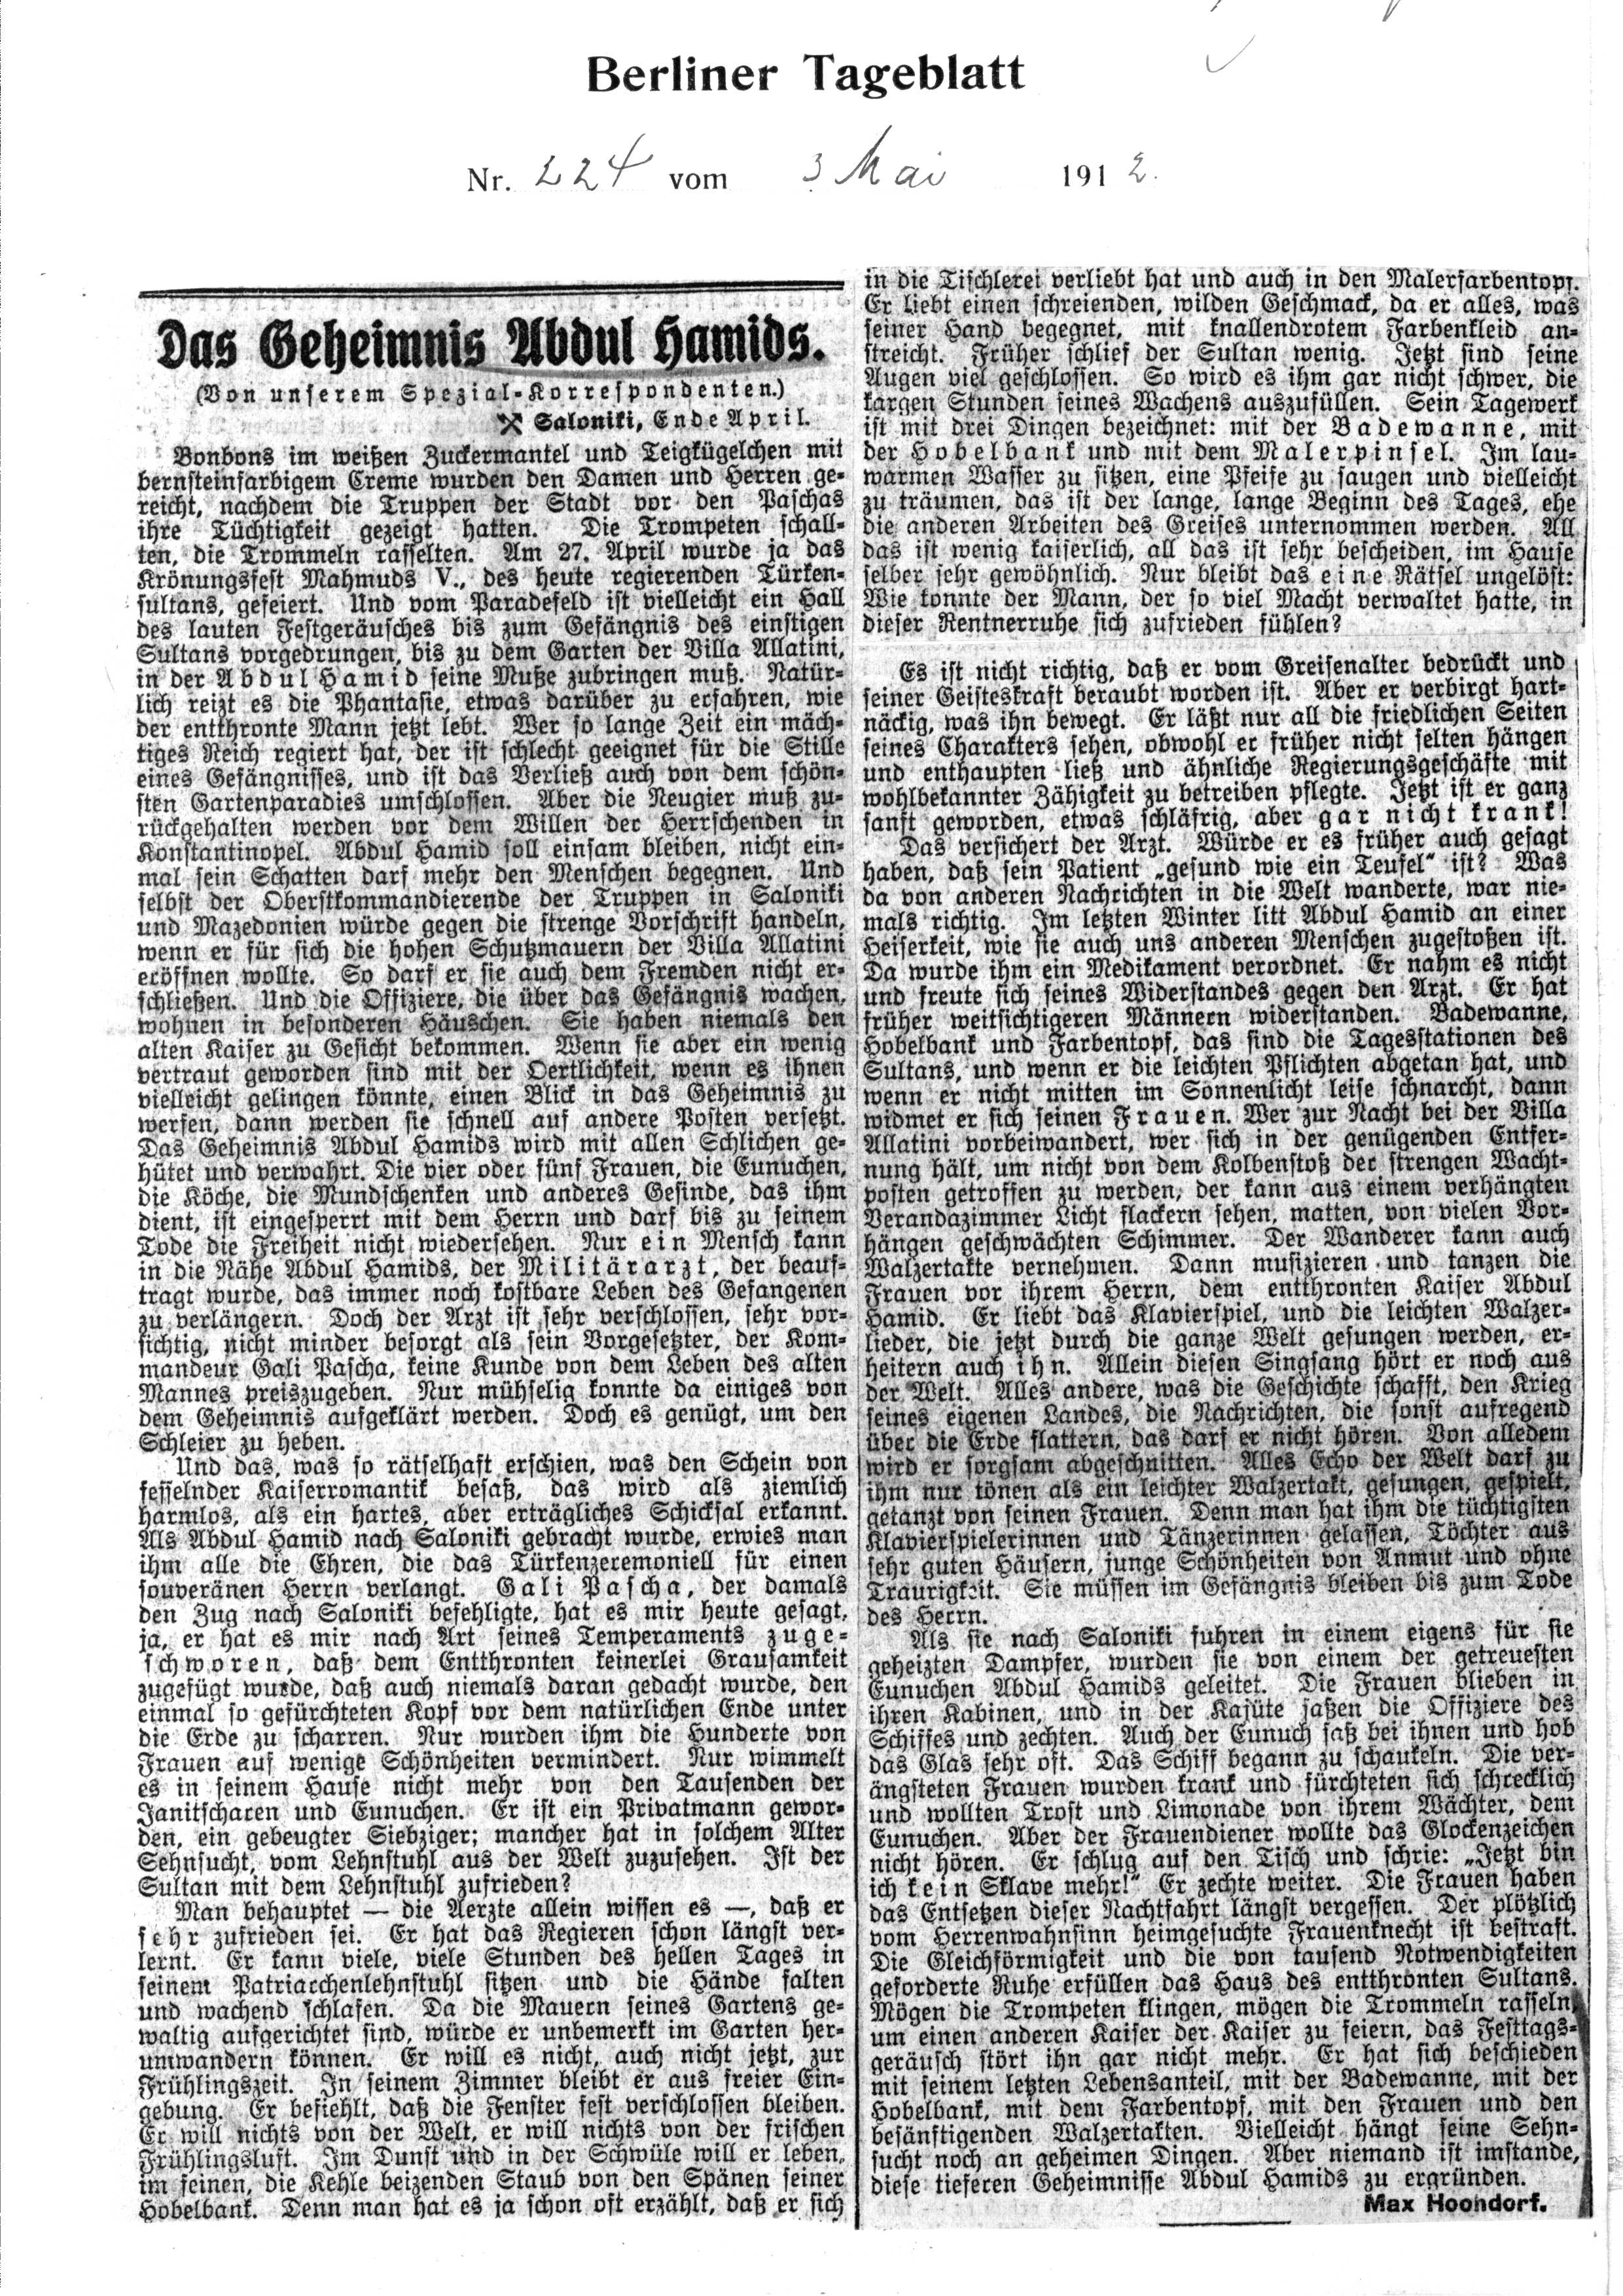 Berliner Tageblatt
Nr. 224 vom 3 Mai 1912.
Das Geheimnis Abdul Hamids.
(Von unserem Spezial-Korrespondenten.)
Saloniki, Ende April.
Bonbons im weißen Zuckermantel und Teigkügelchen mit
bernsteinfarbigem Creme wurden den Damen und Herren ge-
reicht, nachdem die Truppen der Stadt vor den Paschas
ihre Tüchtigkeit gezeigt hatten. Die Trompeten schall-
ten, die Trommeln rasselten. Am 27. April wurde ja das
Krönungsfest Mahmuds V., des heute regierenden Türken-
sultans, gefeiert. Und vom Paradefeld ist vielleicht ein Hall
des lauten Festgeräusches bis zum Gefängnis des einstigen
Sultans vorgedrungen, bis zu dem Garten der Villa Allatini,
in der Abdul Hamid seine Muße zubringen muß. Natür-
lich reizt es die Phantasie, etwas darüber zu erfahren, wie
der entthronte Mann jetzt lebt. Wer so lange Zeit ein mäch-
tiges Reich regiert hat, der ist schlecht geeignet für die Stille
eines Gefängnisses, und ist das Verließ auch von dem schön-
sten Gartenparadies umschlossen. Aber die Neugier muß zu-
rückgehalten werden vor dem Willen der Herrschenden in
Konstantinopel. Abdul Hamid soll einsam bleiben, nicht ein-
mal sein Schatten darf mehr den Menschen begegnen. Und
selbst der Oberstkommandierende der Truppen in Saloniki
und Mazedonien würde gegen die strenge Vorschrift handeln,
wenn er für sich die hohen Schutzmauern der Villa Allatini
eröffnen wollte. So darf er sie auch dem Fremden nicht er-
schließen. Und die Offiziere, die über das Gefängnis wachen,
wohnen in besonderen Häuschen. Sie haben niemals den
alten Kaiser zu Gesicht bekommen. Wenn sie aber ein wenig
vertraut geworden sind mit der Oertlichkeit, wenn es ihnen
vielleicht gelingen könnte, einen Blick in das Geheimnis zu
werfen, dann werden sie schnell auf andere Posten versetzt.
Das Geheimnis Abdul Hamids wird mit allen Schlichen ge-
hütet und verwahrt. Die vier oder fünf Frauen, die Eunuchen,
die Köche, die Mundschenken und anderes Gesinde, das ihm
dient, ist eingesperrt mit dem Herrn und darf bis zu seinem
Tode die Freiheit nicht wiedersehen. Nur ein Mensch kann
in die Nähe Abdul Hamids, der Militärarzt, der beauf-
tragt wurde, das immer noch kostbare Leben des Gefangenen
zu verlängern. Doch der Arzt ist sehr verschlossen, sehr vor-
sichtig, nicht minder besorgt als sein Vorgesetzter, der Kom-
mandeur Gali Pascha, keine Kunde von dem Leben des alten
Mannes preiszugeben. Nur mühselig konnte da einiges von
dem Geheimnis aufgeklärt werden. Doch es genügt, um den
Schleier zu heben.
Und das, was so rätselhaft erschien, was den Schein von
fesselnder Kaiserromantik besaß, das wird als ziemlich
harmlos, als ein hartes, aber erträgliches Schicksal erkannt.
Als Abdul Hamid nach Saloniki gebracht wurde, erwies man
ihm alle die Ehren, die das Türkenzeremoniell für einen
souveränen Herrn verlangt. Gali Pascha, der damals
den Zug nach Saloniki befehligte, hat es mir heute gesagt,
ja, er hat es mir nach Art seines Temperaments zuge-
schworen, daß dem Entthronten keinerlei Grausamkeit
zugefügt wurde, daß auch niemals daran gedacht wurde, den
einmal so gefürchteten Kopf vor dem natürlichen Ende unter
die Erde zu scharren. Nur wurden ihm die Hunderte von
Frauen auf wenige Schönheiten vermindert. Nur wimmelt
es in seinem Hause nicht mehr von den Tausenden der
Janitscharen und Eunuchen. Er ist ein Privatmann gewor-
den, ein gebeugter Siebziger; mancher hat in solchem Alter
Sehnsucht, vom Lehnstuhl aus der Welt zuzusehen. Ist der
Sultan mit dem Lehnstuhl zufrieden?
Man behauptet — die Aerzte allein wissen es —, daß er
sehr zufrieden sei. Er hat das Regieren schon längst ver-
lernt. Er kann viele, viele Stunden des hellen Tages in
seinem Patriarchenlehnstuhl sitzen und die Hände falten
und wachend schlafen. Da die Mauern seines Gartens ge-
waltig aufgerichtet sind, würde er unbemerkt im Garten her-
umwandern können. Er will es nicht, auch nicht jetzt, zur
Frühlingszeit. In seinem Zimmer bleibt er aus freier Ein-
gebung. Er befiehlt, daß die Fenster fest verschlossen bleiben.
Er will nichts von der Welt, er will nichts von der frischen
Frühlingsluft. Im Dunst und in der Schwüle will er leben,
im feinen, die Kehle beizenden Staub von den Spänen seiner
Hobelbank. Denn man hat es ja schon oft erzählt, daß er sich
in die Tischlerei verliebt hat und auch in den Malerfarbentopf.
Er liebt einen schreienden, wilden Geschmack, da er alles, was
seiner Hand begegnet, mit knallendrotem Farbenkleid an-
streicht. Früher schlief der Sultan wenig. Jetzt sind seine
Augen viel geschlossen. So wird es ihm gar nicht schwer, die
kargen Stunden seines Wachens auszufüllen. Sein Tagewerk
ist mit drei Dingen bezeichnet: mit der Badewanne, mit
der Hobelbank und mit dem Malerpinsel. Im lau-
warmen Wasser zu sitzen, eine Pfeife zu saugen und vielleicht
zu träumen, das ist der lange, lange Beginn des Tages, ehe
die anderen Arbeiten des Greises unternommen werden. All
das ist wenig kaiserlich, all das ist sehr bescheiden, im Hause
selber sehr gewöhnlich. Nur bleibt das eine Rätsel ungelöst:
Wie konnte der Mann, der so viel Macht verwaltet hatte, in
dieser Rentnerruhe sich zufrieden fühlen?
Es ist nicht richtig, daß er vom Greisenalter bedrückt und
seiner Geisteskraft beraubt worden ist. Aber er verbirgt hart-
näckig, was ihn bewegt. Er läßt nur all die friedlichen Seiten
seines Charakters sehen, obwohl er früher nicht selten hängen
und enthaupten ließ und ähnliche Regierungsgeschäfte mit
wohlbekannter Zähigkeit zu betreiben pflegte. Jetzt ist er ganz
sanft geworden, etwas schläfrig, aber gar nicht krank!
Das versichert der Arzt. Würde er es früher auch gesagt
haben, daß sein Patient „gesund wie ein Teufel“ ist? Was
da von anderen Nachrichten in die Welt wanderte, war nie-
mals richtig. Im letzten Winter litt Abdul Hamid an einer
Heiserkeit, wie sie auch uns anderen Menschen zugestoßen ist.
Da wurde ihm ein Medikament verordnet. Er nahm es nicht
und freute sich seines Widerstandes gegen den Arzt. Er hat
früher weitsichtigeren Männern widerstanden. Badewanne,
Hobelbank und Farbentopf, das sind die Tagesstationen des
Sultans, und wenn er die leichten Pflichten abgetan hat, und
wenn er nicht mitten im Sonnenlicht leise schnarcht, dann
widmet er sich seinen Frauen. Wer zur Nacht bei der Villa
Allatini vorbeiwandert, wer sich in der genügenden Entfer-
nung hält, um nicht von dem Kolbenstoß der strengen Wacht-
posten getroffen zu werden, der kann aus einem verhängten
Verandazimmer Licht flackern sehen, matten, von vielen Vor-
hängen geschwächten Schimmer. Der Wanderer kann auch
Walzertakte vernehmen. Dann musizieren und tanzen die
Frauen vor ihrem Herrn, dem entthronten Kaiser Abdul
Hamid. Er liebt das Klavierspiel, und die leichten Walzer-
lieder, die jetzt durch die ganze Welt gesungen werden, er-
heitern auch ihn. Allein diesen Singsang hört er noch aus
der Welt. Alles andere, was die Geschichte schafft, den Krieg
seines eigenen Landes, die Nachrichten, die sonst aufregend
über die Erde flattern, das darf er nicht hören. Von alledem
wird er sorgsam abgeschnitten. Alles Echo der Welt darf zu
ihm nur tönen als ein leichter Walzertakt, gesungen, gespielt,
getanzt von seinen Frauen. Denn man hat ihm die tüchtigsten
Klavierspielerinnen und Tänzerinnen gelassen, Töchter aus
sehr guten Häusern, junge Schönheiten von Anmut und ohne
Traurigkeit. Sie müssen im Gefängnis bleiben bis zum Tode
des Herrn.
Als sie nach Saloniki fuhren in einem eigens für sie
geheizten Dampfer, wurden sie von einem der getreuesten
Eunuchen Abdul Hamids geleitet. Die Frauen blieben in
ihren Kabinen, und in der Kajüte saßen die Offiziere des
Schiffes und zechten. Auch der Eunuch saß bei ihnen und hob
das Glas sehr oft. Das Schiff begann zu schaukeln. Die ver-
ängsteten Frauen wurden krank und fürchteten sich schrecklich
und wollten Trost und Limonade von ihrem Wächter, dem
Eunuchen. Aber der Frauendiener wollte das Glockenzeichen
nicht hören. Er schlug auf den Tisch und schrie: „Jetzt bin
ich kein Sklave mehr!“ Er zechte weiter. Die Frauen haben
das Entsetzen dieser Nachtfahrt längst vergessen. Der plötzlich
vom Herrenwahnsinn heimgesuchte Frauenknecht ist bestraft.
Die Gleichförmigkeit und die von tausend Notwendigkeiten
geforderte Ruhe erfüllen das Haus des entthronten Sultans.
Mögen die Trompeten klingen, mögen die Trommeln rasseln,
um einen anderen Kaiser der Kaiser zu feiern, das Festtags-
geräusch stört ihn gar nicht mehr. Er hat sich beschieden
mit seinem letzten Lebensanteil, mit der Badewanne, mit der
Hobelbank, mit dem Farbentopf, mit den Frauen und den
besänftigenden Walzertakten. Vielleicht hängt seine Sehn-
sucht noch an geheimen Dingen. Aber niemand ist imstande,
diese tieferen Geheimnisse Abdul Hamids zu ergründen.
Max Hochdorf.